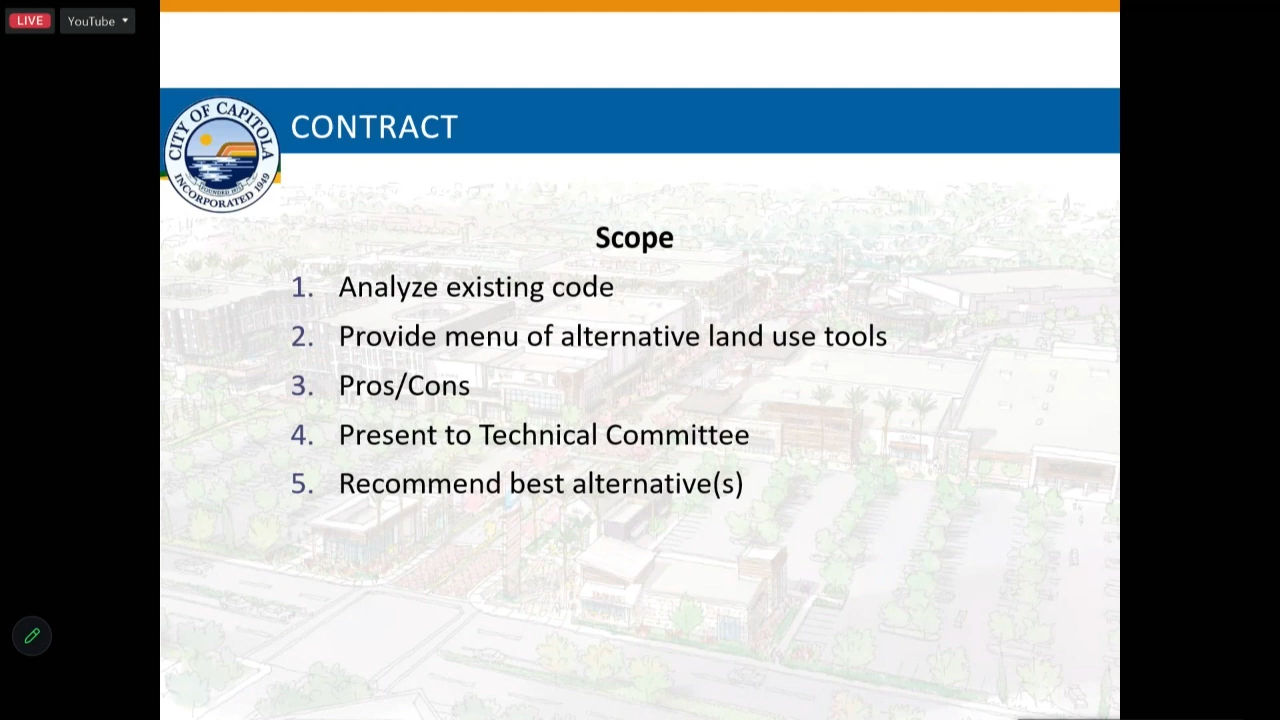 LIVE
YouTube
CITY OF CAPITOLA
INCORPORATED 1949
CONTRACT
Scope
1. Analyze existing code
2. Provide menu of alternative land use tools
3. Pros/Cons
4. Present to Technical Committee
5. Recommend best alternative(s)